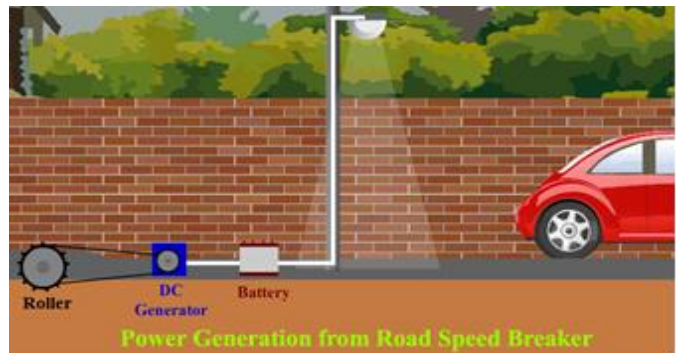 Roller
DC
Generator
Battery
Power Generation from Road Speed Breaker